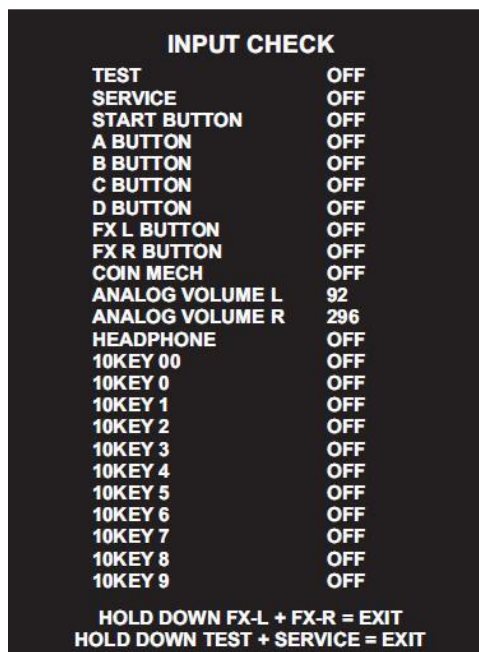 INPUT CHECK
TEST OFF
SERVICE OFF
START BUTTON OFF
A BUTTON OFF
B BUTTON OFF
C BUTTON OFF
D BUTTON OFF
FX L BUTTON OFF
FX R BUTTON OFF
COIN MECH OFF
ANALOG VOLUME L 92
ANALOG VOLUME R 296
HEADPHONE OFF
10KEY 00 OFF
10KEY 0 OFF
10KEY 1 OFF
10KEY 2 OFF
10KEY 3 OFF
10KEY 4 OFF
10KEY 5 OFF
10KEY 6 OFF
10KEY 7 OFF
10KEY 8 OFF
10KEY 9 OFF
HOLD DOWN FX-L + FX-R = EXIT
HOLD DOWN TEST + SERVICE = EXIT